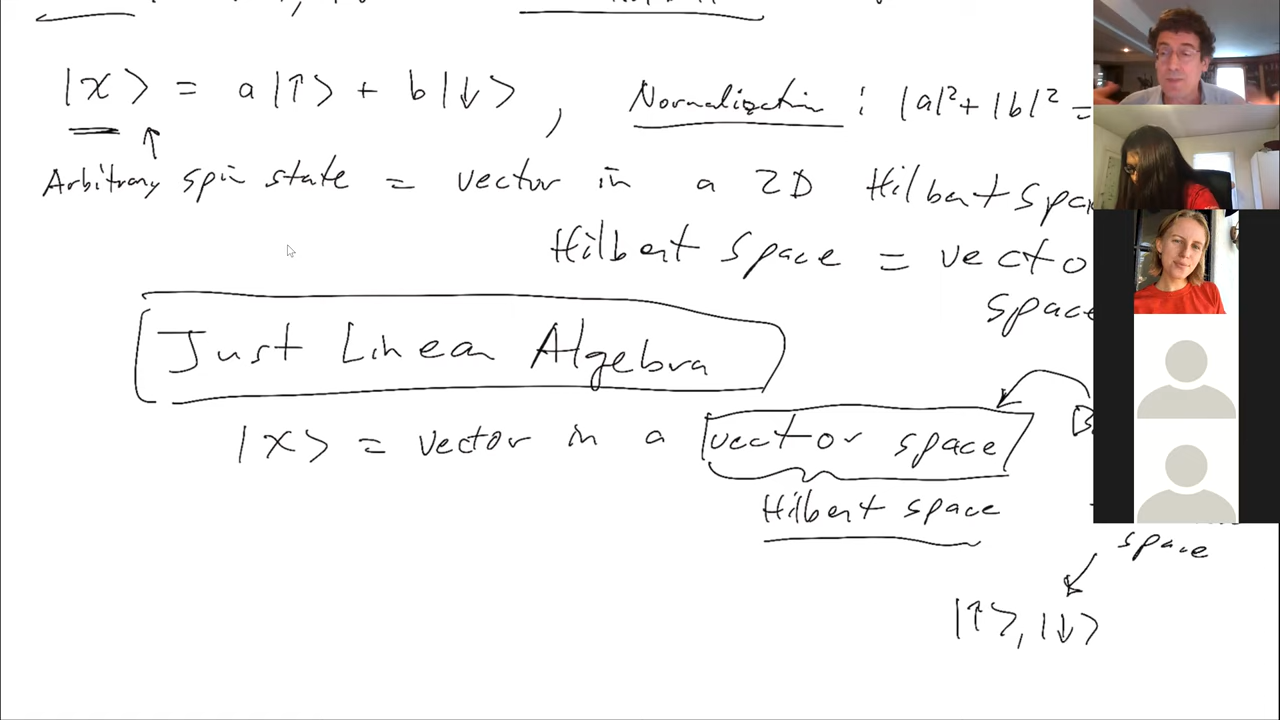 |χ⟩ = a|↑⟩ + b|↓⟩ , Normalization : |a|² + |b|² =
Arbitrary spin state = vector in a 2D Hilbert spa
Hilbert space = vecto
space
Just Linear Algebra
|χ⟩ = vector in a vector space
Hilbert space
space
|↑⟩, |↓⟩